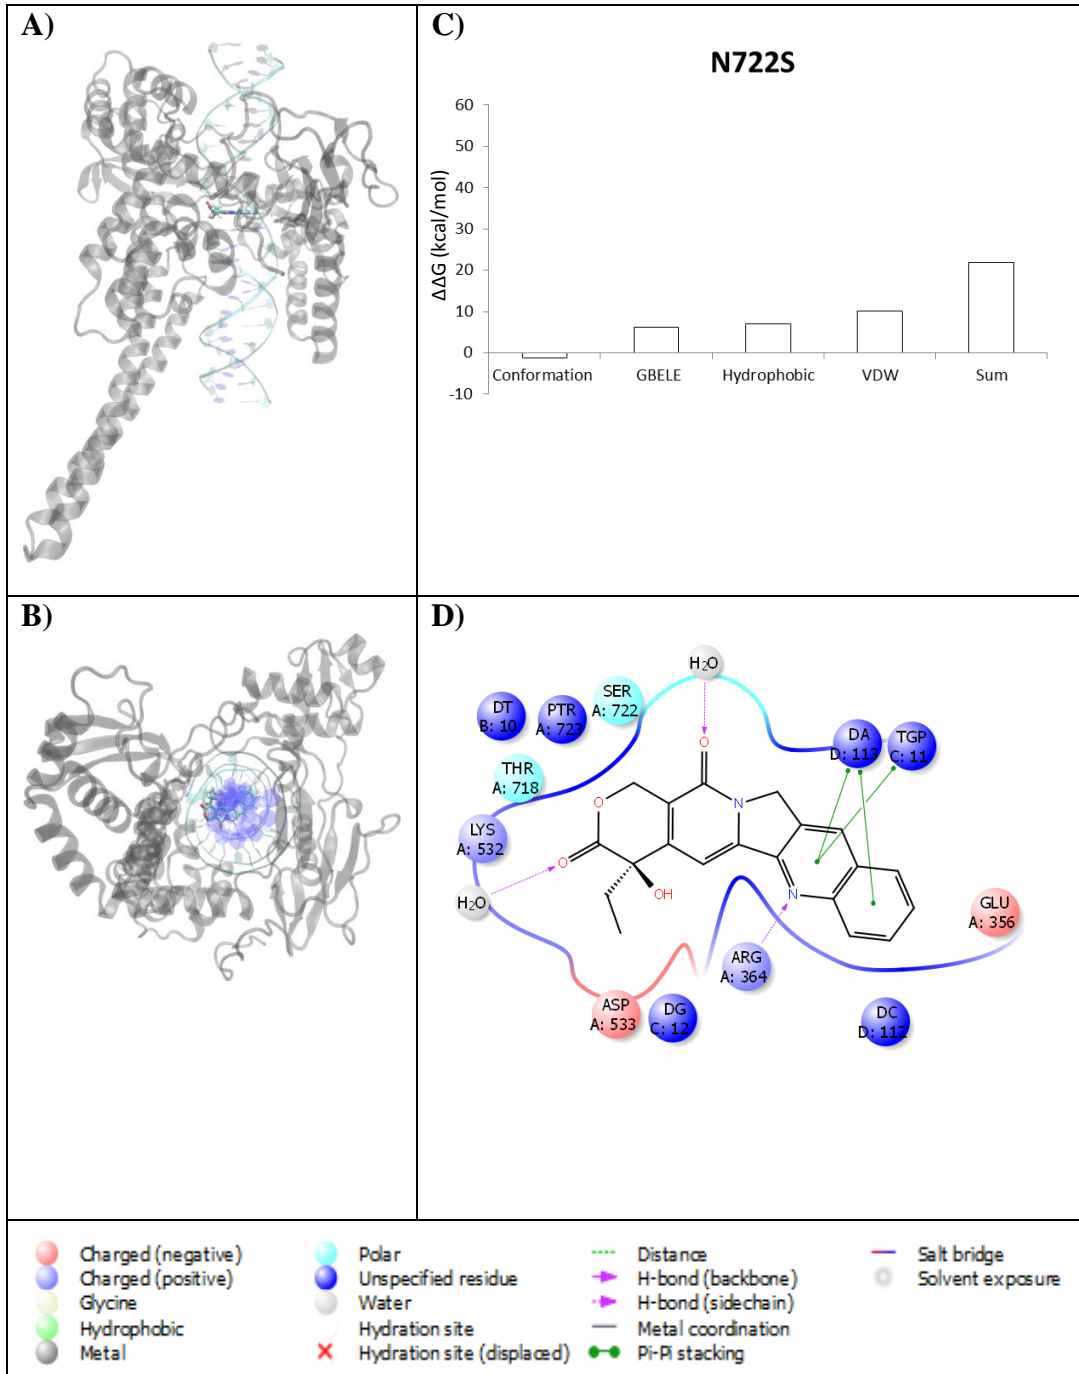 A)
C)
N722S
ΔΔG (kcal/mol)
60
50
40
30
20
10
0
-10
Conformation GBELE Hydrophobic VDW Sum
B)
D)
H₂O
SER
A: 722
DT
B: 10
PTR
A: 723
THR
A: 718
DA
D: 113
TGP
C: 11
O
O
N
LYS
A: 532
O
H₂O
OH
N
GLU
A: 356
ARG
A: 364
ASP
A: 533
DG
C: 12
DC
D: 112
Charged (negative) Polar Distance Salt bridge
Charged (positive) Unspecified residue H-bond (backbone) Solvent exposure
Glycine Water H-bond (sidechain)
Hydrophobic Hydration site Metal coordination
Metal Hydration site (displaced) Pi-Pi stacking